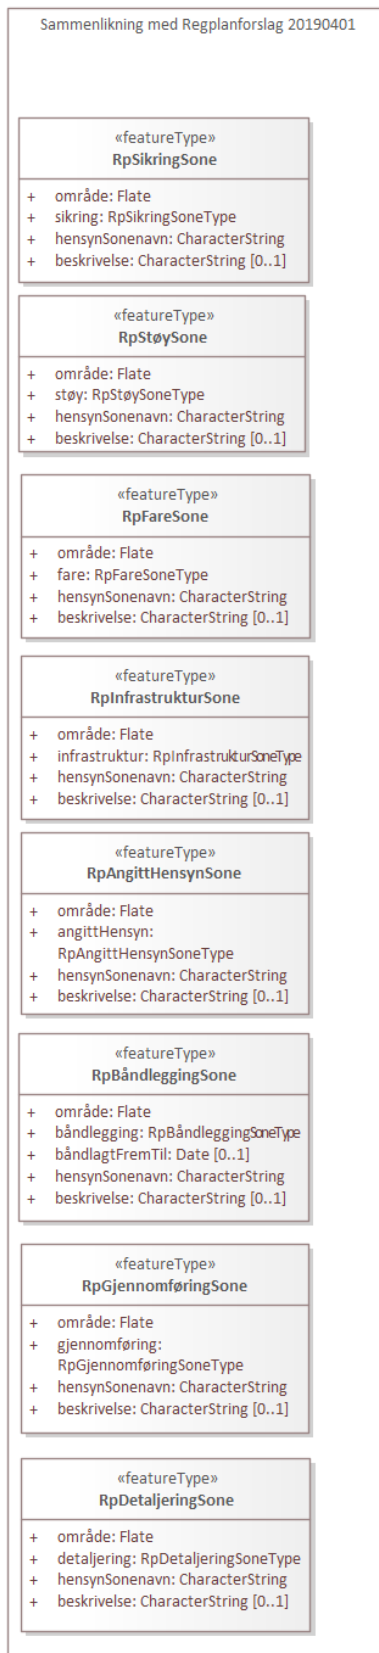 Sammenlikning med Regplanforslag 20190401
«featureType»
RpSikringSone
+ område: Flate
+ sikring: RpSikringSoneType
+ hensynSonenavn: CharacterString
+ beskrivelse: CharacterString [0..1]
«featureType»
RpStøySone
+ område: Flate
+ støy: RpStøySoneType
+ hensynSonenavn: CharacterString
+ beskrivelse: CharacterString [0..1]
«featureType»
RpFareSone
+ område: Flate
+ fare: RpFareSoneType
+ hensynSonenavn: CharacterString
+ beskrivelse: CharacterString [0..1]
«featureType»
RpInfrastrukturSone
+ område: Flate
+ infrastruktur: RpInfrastrukturSoneType
+ hensynSonenavn: CharacterString
+ beskrivelse: CharacterString [0..1]
«featureType»
RpAngittHensynSone
+ område: Flate
+ angittHensyn:
RpAngittHensynSoneType
+ hensynSonenavn: CharacterString
+ beskrivelse: CharacterString [0..1]
«featureType»
RpBåndleggingSone
+ område: Flate
+ båndlegging: RpBåndleggingSoneType
+ båndlagtFremTil: Date [0..1]
+ hensynSonenavn: CharacterString
+ beskrivelse: CharacterString [0..1]
«featureType»
RpGjennomføringSone
+ område: Flate
+ gjennomføring:
RpGjennomføringSoneType
+ hensynSonenavn: CharacterString
+ beskrivelse: CharacterString [0..1]
«featureType»
RpDetaljeringSone
+ område: Flate
+ detaljering: RpDetaljeringSoneType
+ hensynSonenavn: CharacterString
+ beskrivelse: CharacterString [0..1]